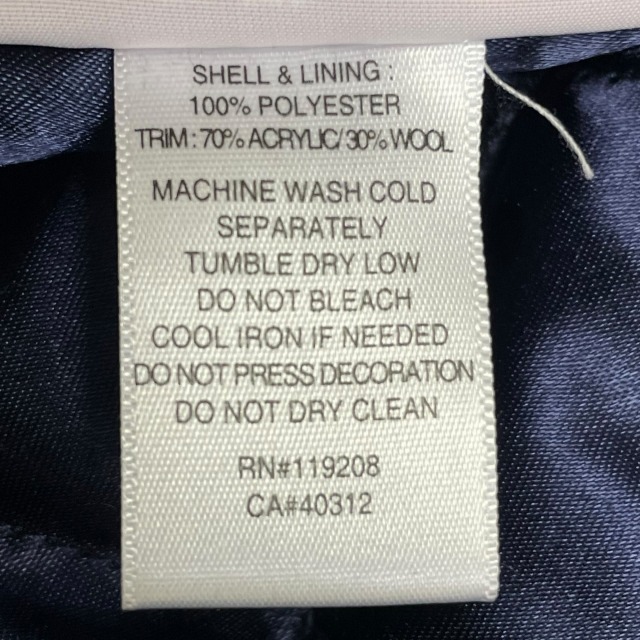 SHELL & LINING :
100% POLYESTER
TRIM : 70% ACRYLIC/ 30% WOOL
MACHINE WASH COLD
SEPARATELY
TUMBLE DRY LOW
DO NOT BLEACH
COOL IRON IF NEEDED
DO NOT PRESS DECORATION
DO NOT DRY CLEAN
RN#119208
CA#40312